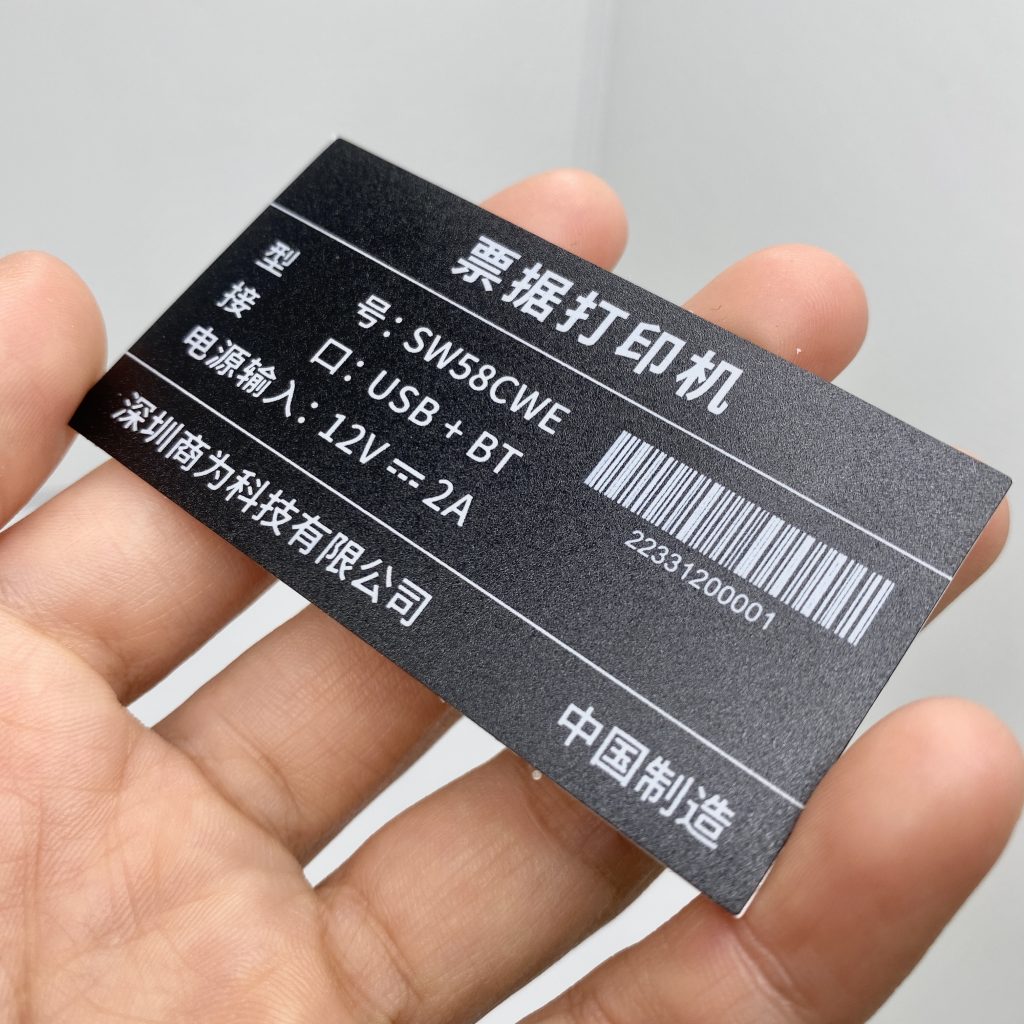 票据打印机
型 号：SW58CWE
接 口：USB + BT
电源输入：12V ⎓ 2A
22331200001
深圳商为科技有限公司
中国制造